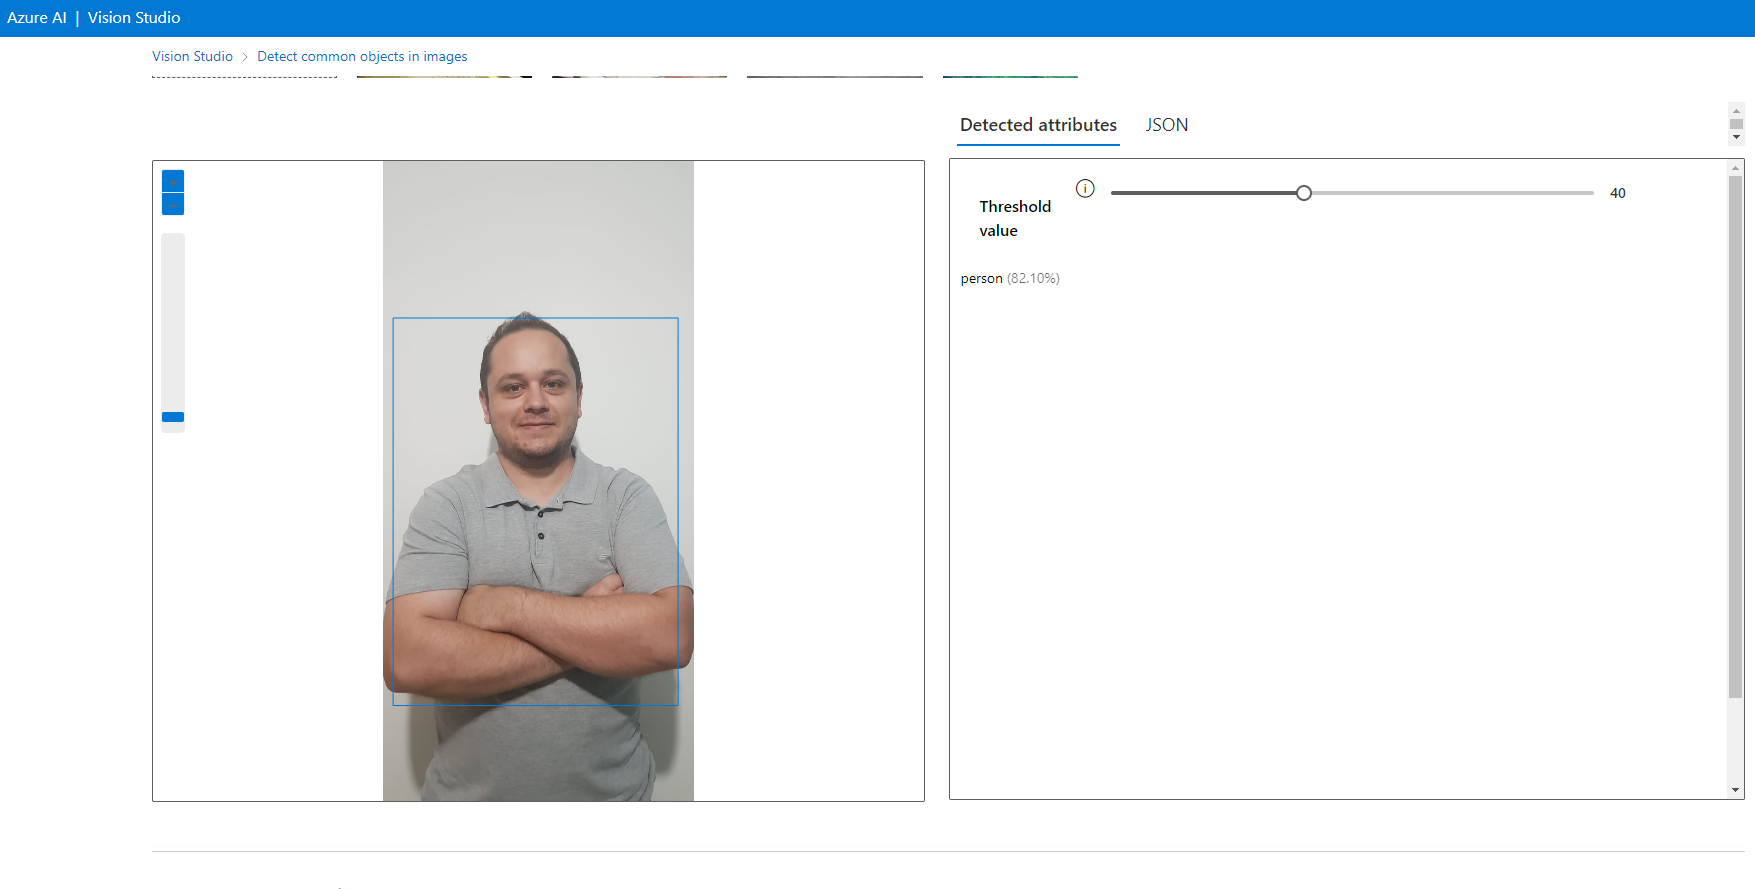 Azure AI | Vision Studio
Vision Studio > Detect common objects in images
Detected attributes JSON
Threshold value
40
person (82.10%)